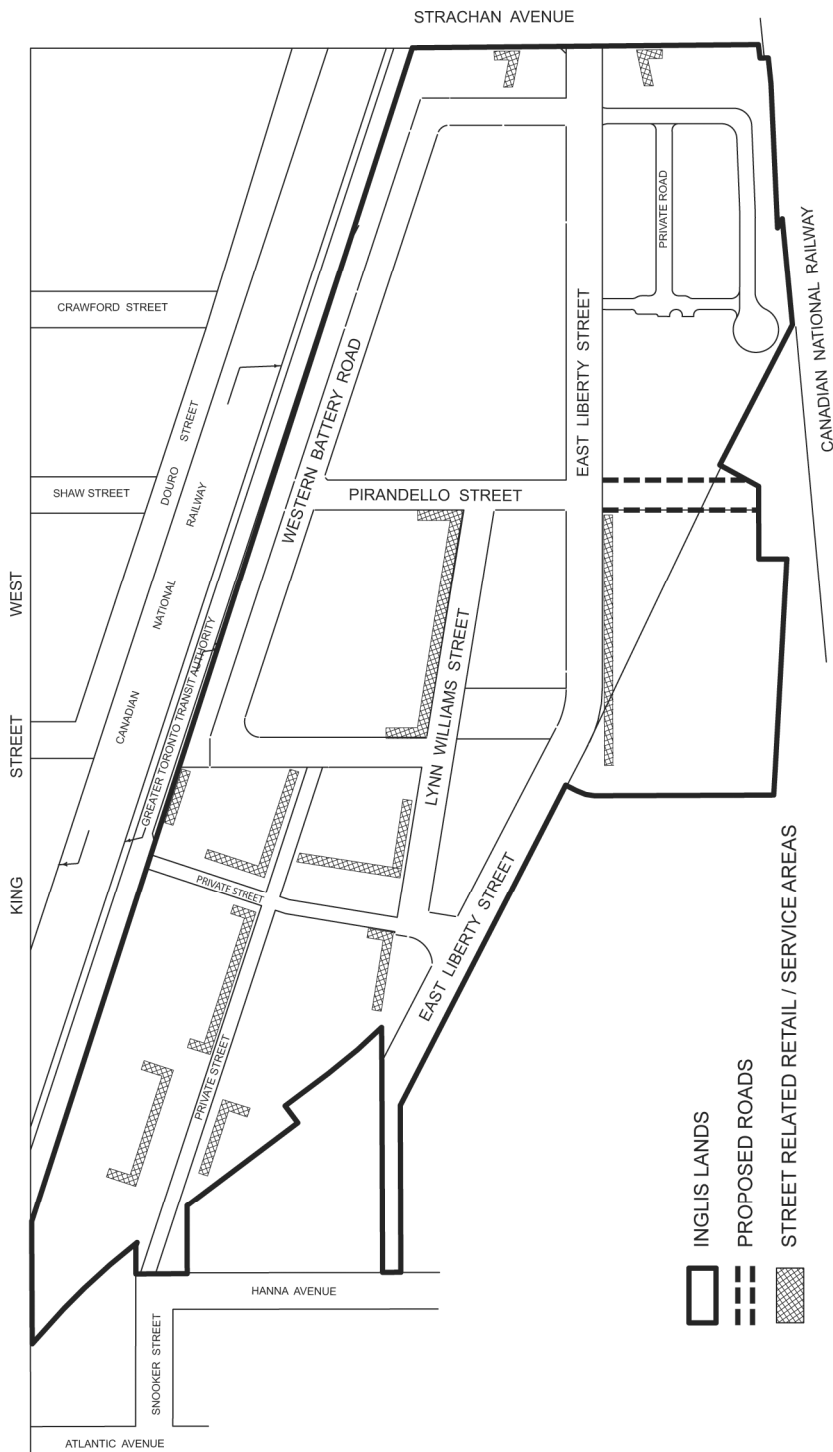 STRACHAN AVENUE
CRAWFORD STREET
SHAW STREET
DOURO STREET
CANADIAN NATIONAL RAILWAY
GREATER TORONTO TRANSIT AUTHORITY
KING STREET WEST
WESTERN BATTERY ROAD
PIRANDELLO STREET
EAST LIBERTY STREET
PRIVATE ROAD
CANADIAN NATIONAL RAILWAY
LYNN WILLIAMS STREET
PRIVATE STREET
EAST LIBERTY STREET
PRIVATE STREET
HANNA AVENUE
SNOOKER STREET
ATLANTIC AVENUE
INGLIS LANDS
PROPOSED ROADS
STREET RELATED RETAIL / SERVICE AREAS